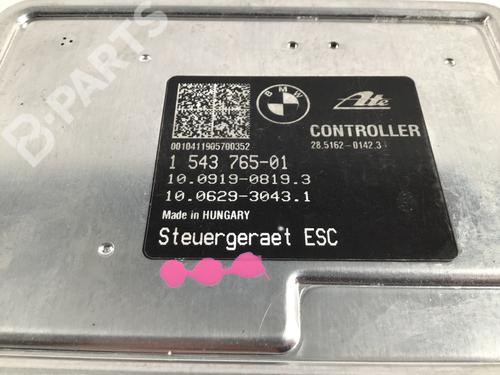 B-PARTS
BMW
Ate
CONTROLLER
28.5162-0142.3
0010411905700352
1 543 765-01
10.0919-0819.3
10.0629-3043.1
Made in HUNGARY
Steuergeraet ESC